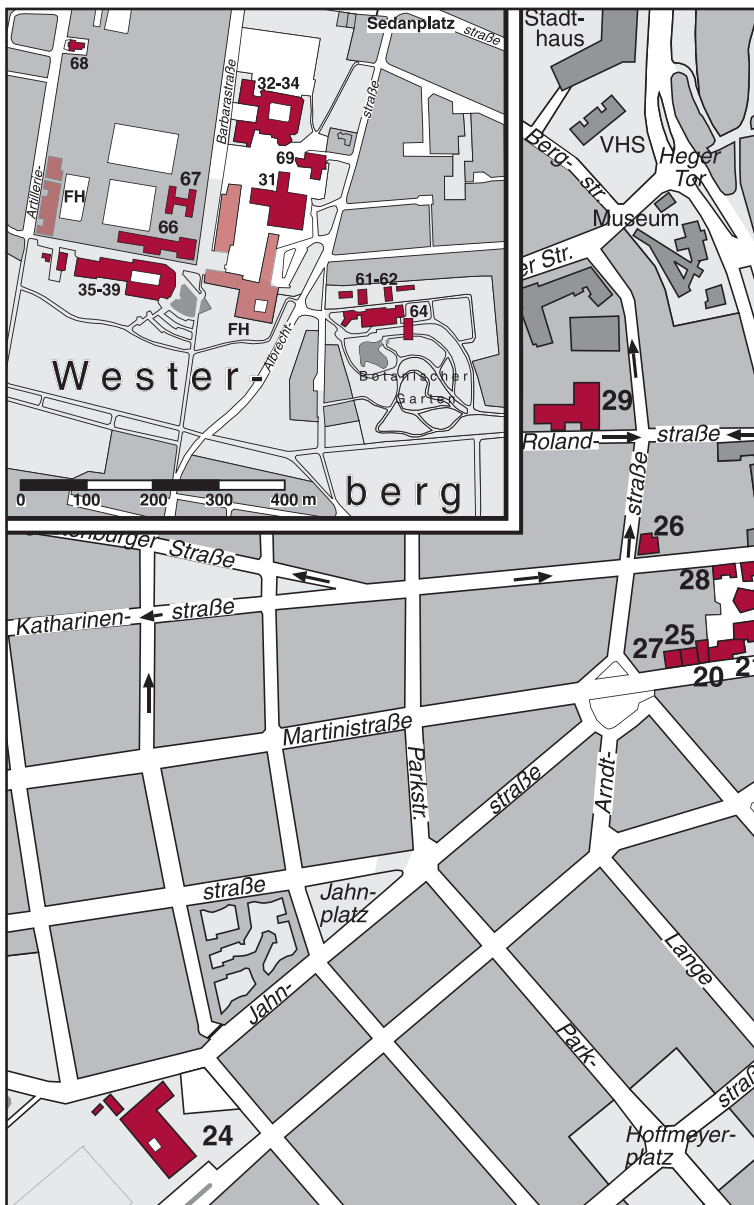 Sedanplatz
straße
68
32-34
Barbarastraße
straße
Artillerie-
69
67
31
FH
66
35-39
61-62
64
FH
Albrecht-
Wester-
Botanischer
Garten
berg
0 100 200 300 400 m
Stadt-
haus
VHS
Berg-
str.
Heger
Tor
Museum
er Str.
29
Roland-
straße
straße
26
burger Straße
28
Katharinen-
straße
27
25
20
Martinistraße
Parkstr.
straße
Arndt-
straße
Jahn-
platz
Jahn-
Lange
Park-
straß
24
Hoffmeyer-
platz